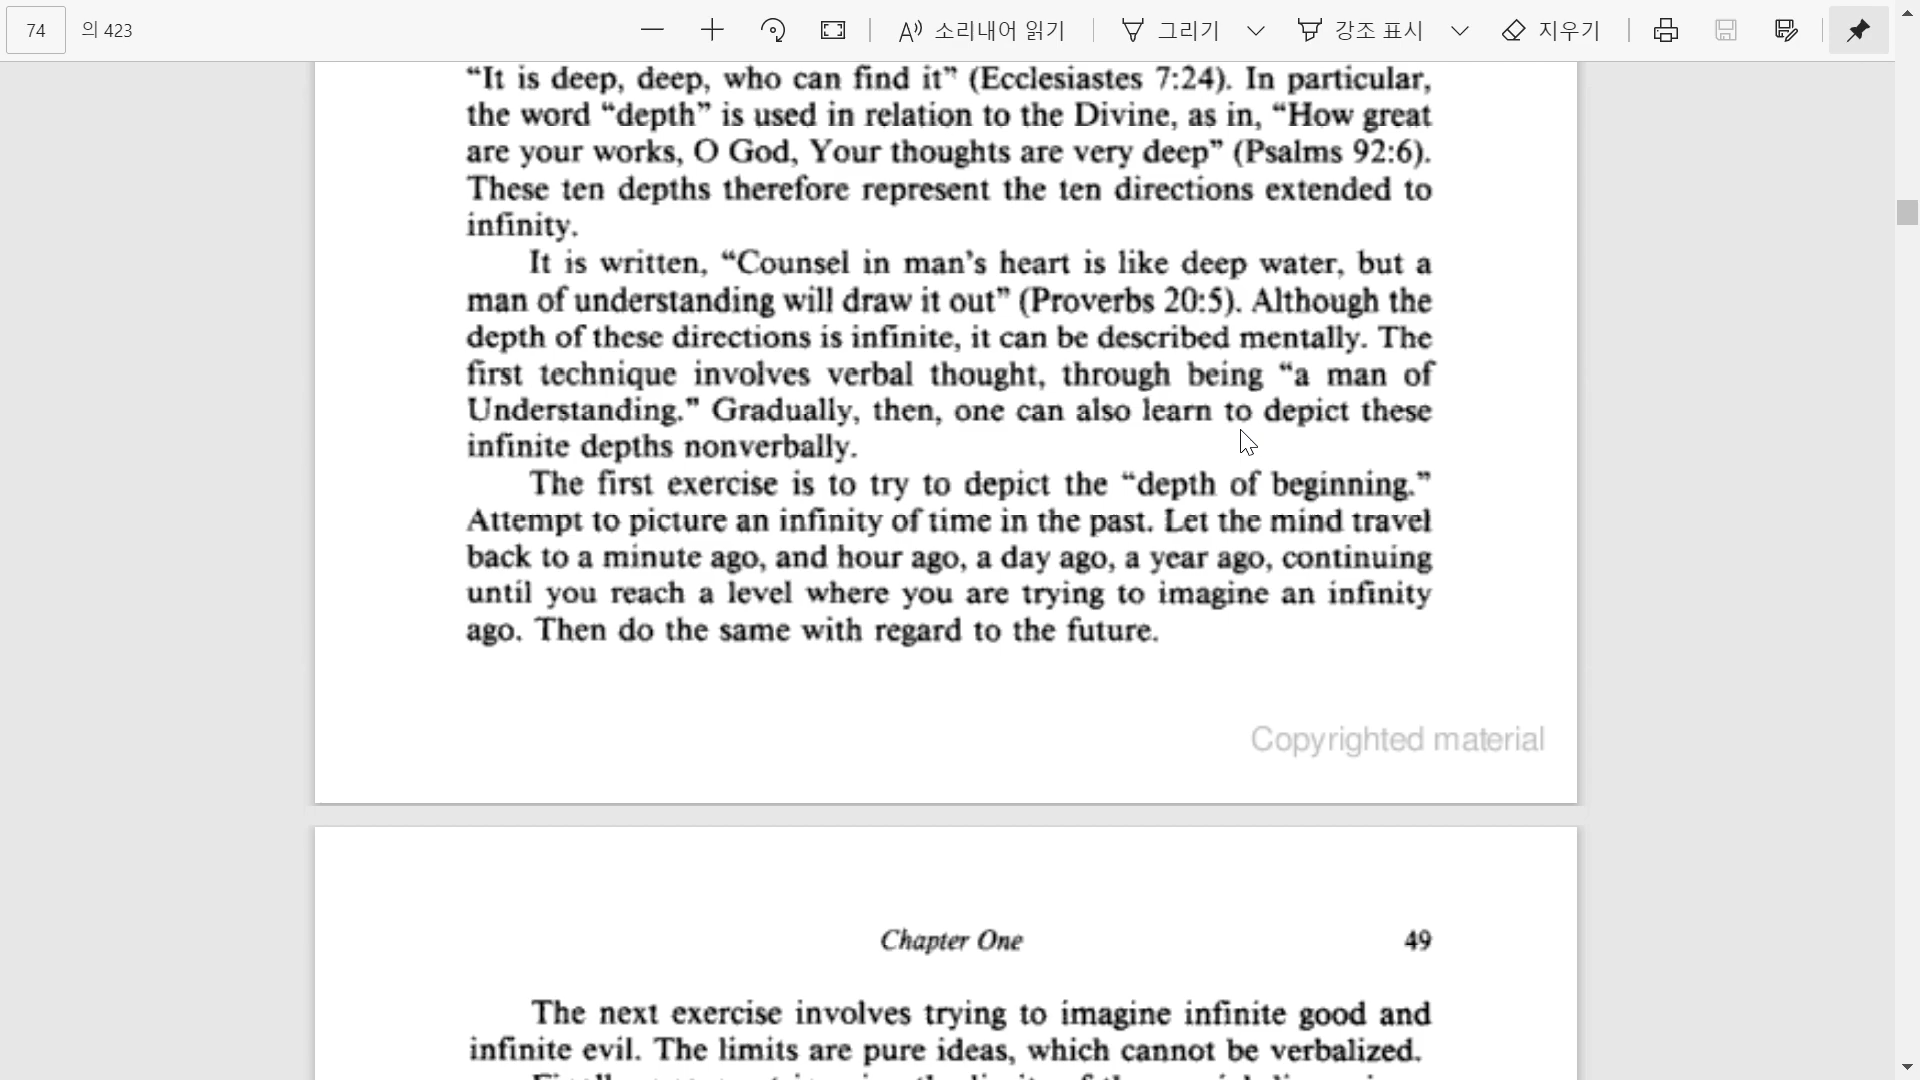 74 의 423 소리내어 읽기 그리기 강조 표시 지우기
“It is deep, deep, who can find it” (Ecclesiastes 7:24). In particular,
the word “depth” is used in relation to the Divine, as in, “How great
are your works, O God, Your thoughts are very deep” (Psalms 92:6).
These ten depths therefore represent the ten directions extended to
infinity.
It is written, “Counsel in man’s heart is like deep water, but a
man of understanding will draw it out” (Proverbs 20:5). Although the
depth of these directions is infinite, it can be described mentally. The
first technique involves verbal thought, through being “a man of
Understanding.” Gradually, then, one can also learn to depict these
infinite depths nonverbally.
The first exercise is to try to depict the “depth of beginning.”
Attempt to picture an infinity of time in the past. Let the mind travel
back to a minute ago, and hour ago, a day ago, a year ago, continuing
until you reach a level where you are trying to imagine an infinity
ago. Then do the same with regard to the future.
Copyrighted material
Chapter One 49
The next exercise involves trying to imagine infinite good and
infinite evil. The limits are pure ideas, which cannot be verbalized.